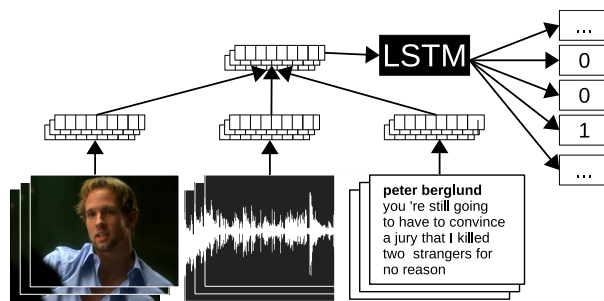 LSTM
...
0
0
1
...
peter berglund
you 're still going
to have to convince
a jury that I killed
two strangers for
no reason